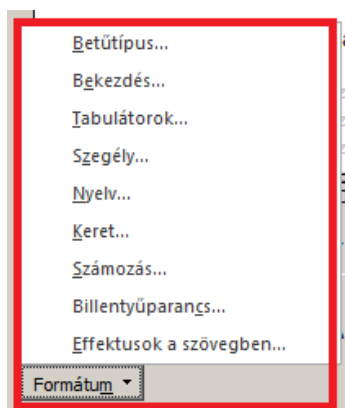 Betűtípus...
Bekezdés...
Tabulátorok...
Szegély...
Nyelv...
Keret...
Számozás...
Billentyűparancs...
Effektusok a szövegben...
Formátum